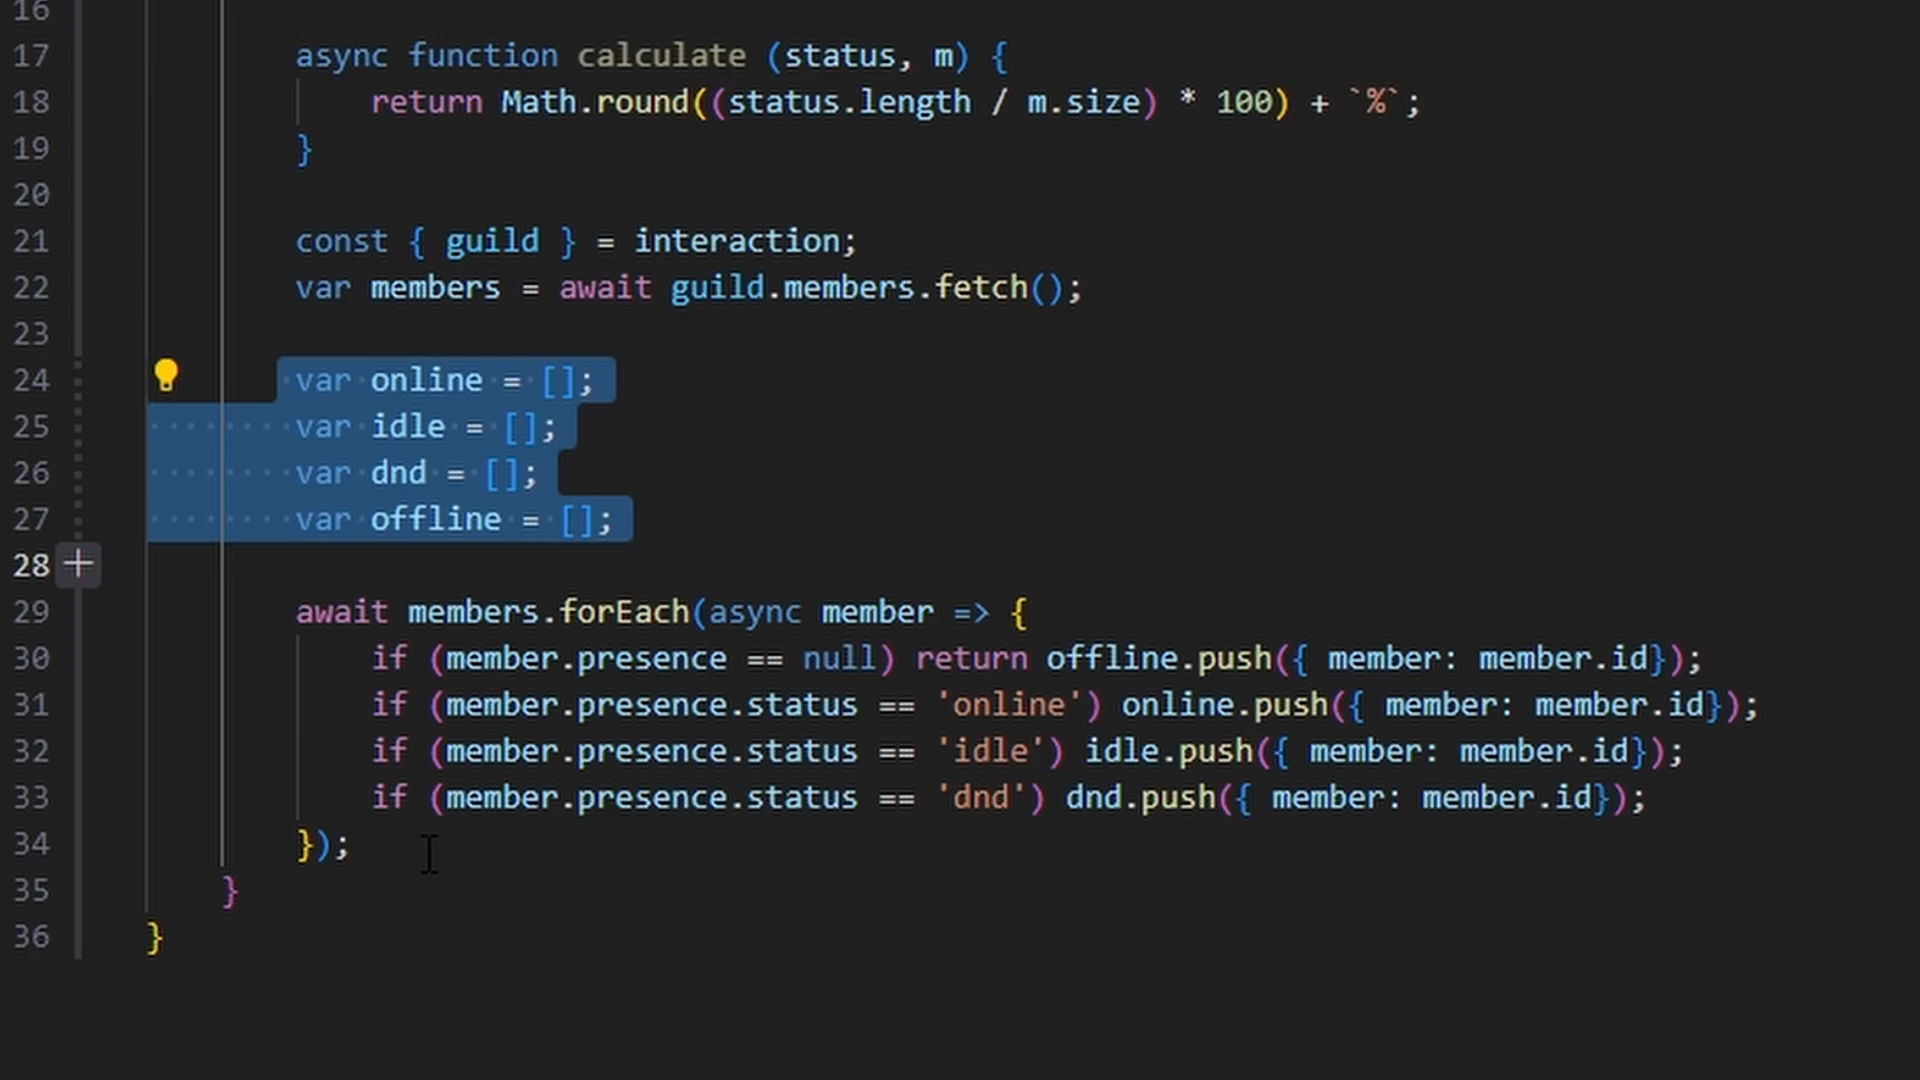 16
17 async function calculate (status, m) {
18 return Math.round((status.length / m.size) * 100) + `%`;
19 }
20
21 const { guild } = interaction;
22 var members = await guild.members.fetch();
23
24 var online = [];
25 var idle = [];
26 var dnd = [];
27 var offline = [];
28
29 await members.forEach(async member => {
30 if (member.presence == null) return offline.push({ member: member.id});
31 if (member.presence.status == 'online') online.push({ member: member.id});
32 if (member.presence.status == 'idle') idle.push({ member: member.id});
33 if (member.presence.status == 'dnd') dnd.push({ member: member.id});
34 });
35 }
36 }